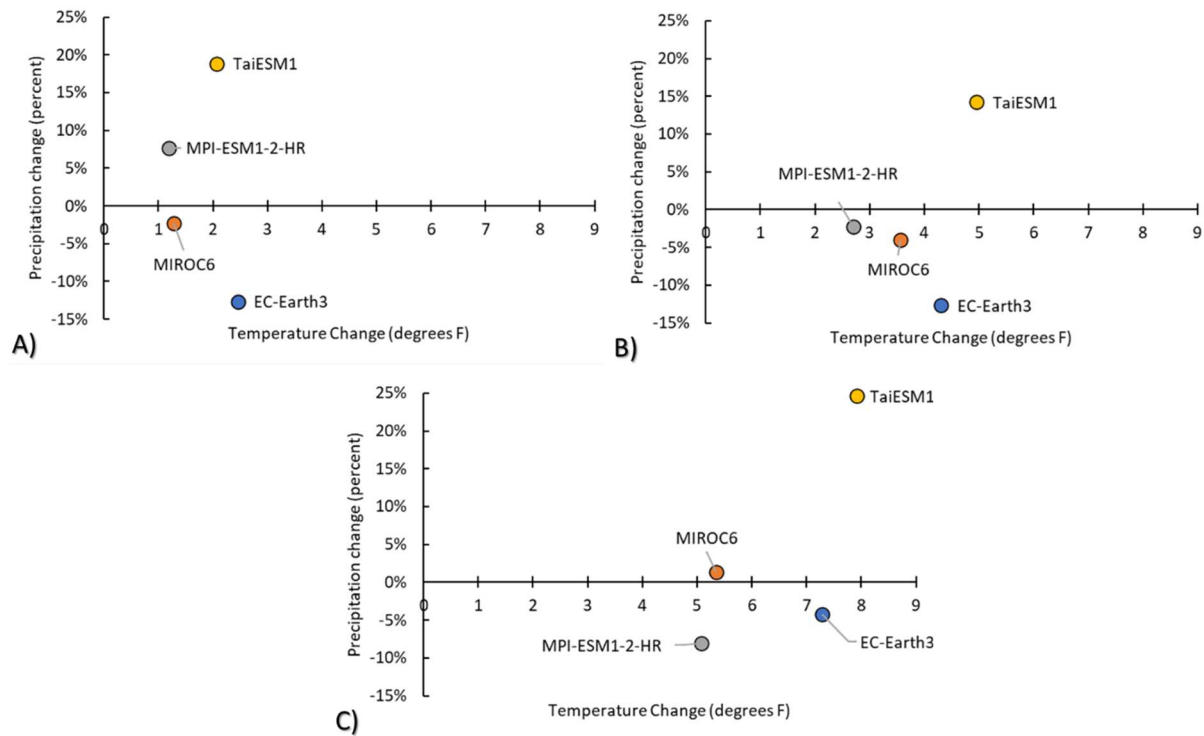 25%
20%
15%
10%
5%
0%
-5%
-10%
-15%
0 1 2 3 4 5 6 7 8 9
Precipitation change (percent)
TaiESM1
MPI-ESM1-2-HR
MIROC6
EC-Earth3
Temperature Change (degrees F)
A)
25%
20%
15%
10%
5%
0%
-5%
-10%
-15%
0 1 2 3 4 5 6 7 8 9
Precipitation change (percent)
TaiESM1
MPI-ESM1-2-HR
MIROC6
EC-Earth3
Temperature Change (degrees F)
B)
25%
20%
15%
10%
5%
0%
-5%
-10%
-15%
0 1 2 3 4 5 6 7 8 9
Precipitation change (percent)
TaiESM1
MIROC6
MPI-ESM1-2-HR
EC-Earth3
Temperature Change (degrees F)
C)